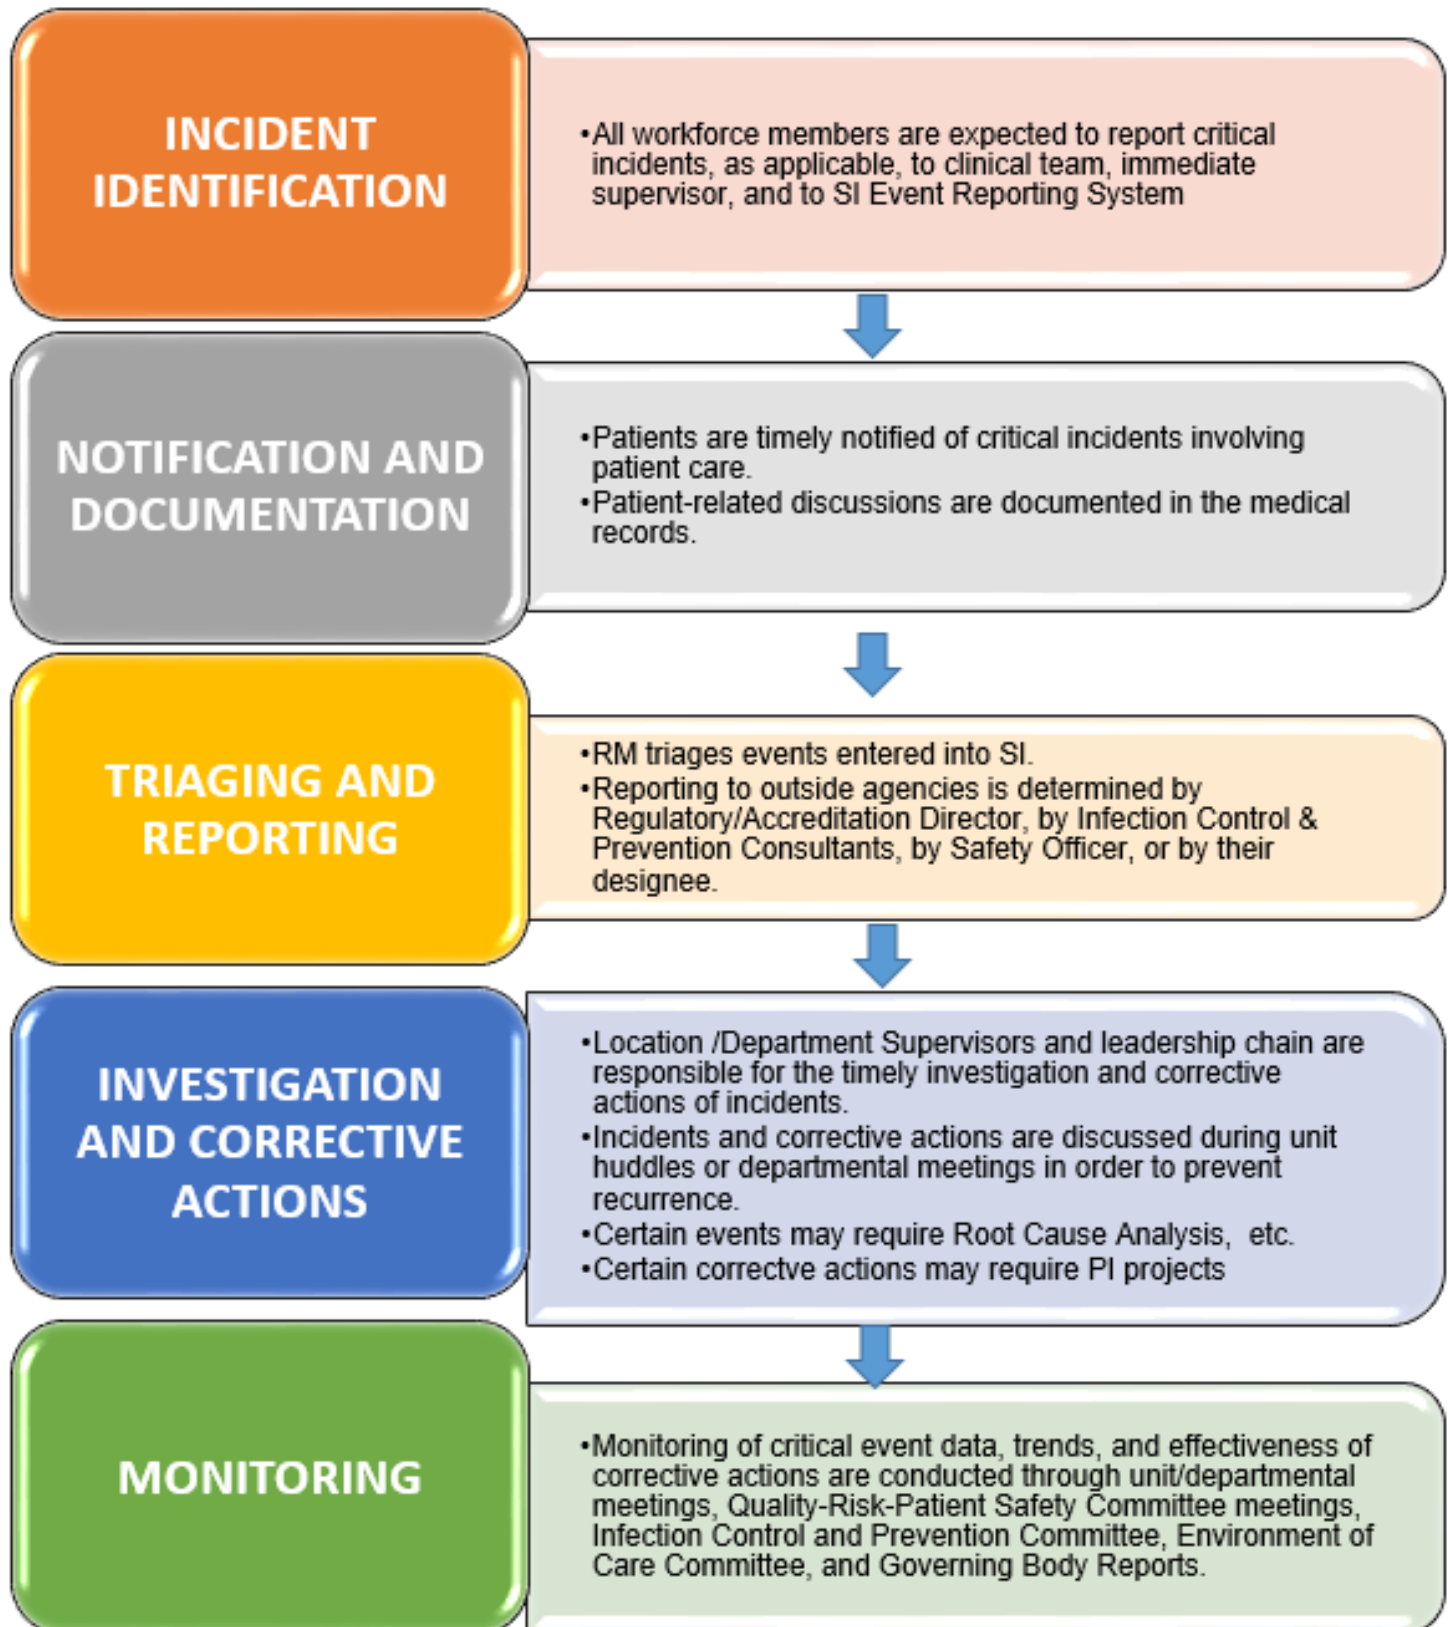 INCIDENT
IDENTIFICATION
•All workforce members are expected to report critical
incidents, as applicable, to clinical team, immediate
supervisor, and to SI Event Reporting System
NOTIFICATION AND
DOCUMENTATION
•Patients are timely notified of critical incidents involving
patient care.
•Patient-related discussions are documented in the medical
records.
TRIAGING AND
REPORTING
•RM triages events entered into SI.
•Reporting to outside agencies is determined by
Regulatory/Accreditation Director, by Infection Control &
Prevention Consultants, by Safety Officer, or by their
designee.
INVESTIGATION
AND CORRECTIVE
ACTIONS
•Location /Department Supervisors and leadership chain are
responsible for the timely investigation and corrective
actions of incidents.
•Incidents and corrective actions are discussed during unit
huddles or departmental meetings in order to prevent
recurrence.
•Certain events may require Root Cause Analysis,  etc.
•Certain correctve actions may require PI projects
MONITORING
•Monitoring of critical event data, trends, and effectiveness of
corrective actions are conducted through unit/departmental
meetings, Quality-Risk-Patient Safety Committee meetings,
Infection Control and Prevention Committee, Environment of
Care Committee, and Governing Body Reports.